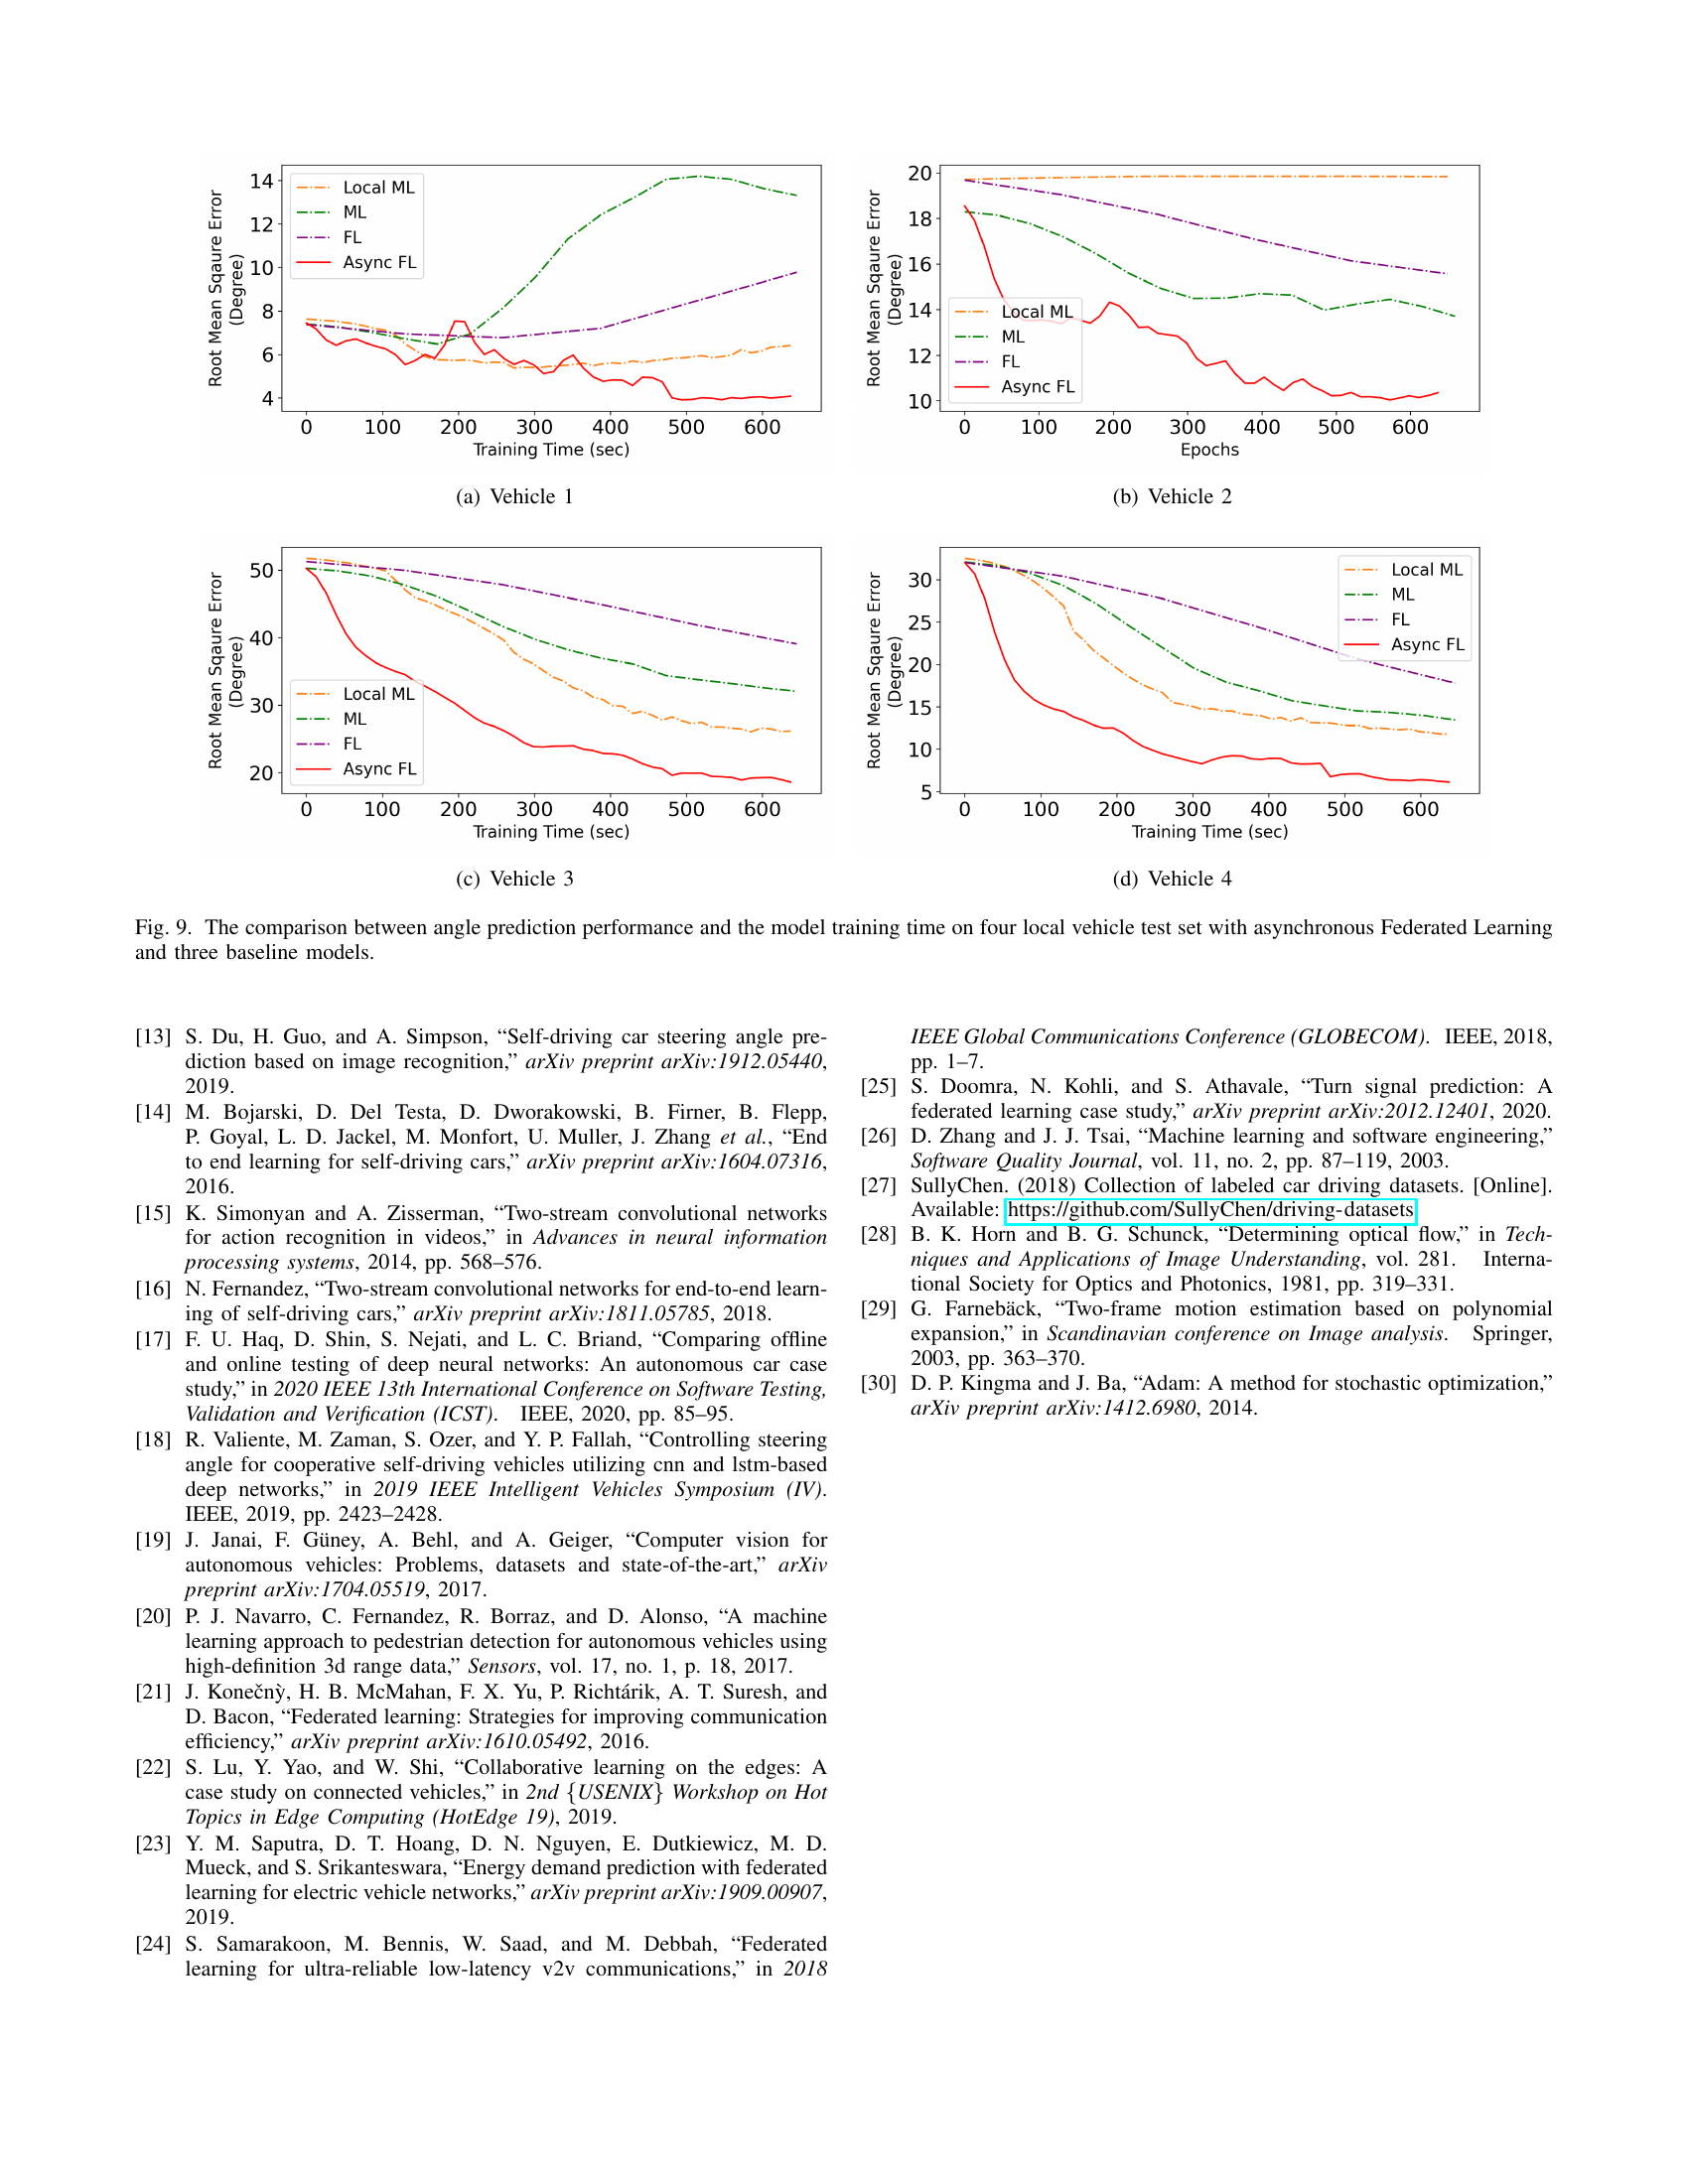 14
12
10
8
6
4
Root Mean Sqaure Error
(Degree)
Local ML
ML
FL
Async FL
0 100 200 300 400 500 600
Training Time (sec)
(a) Vehicle 1
20
18
16
14
12
10
Root Mean Sqaure Error
(Degree)
Local ML
ML
FL
Async FL
0 100 200 300 400 500 600
Epochs
(b) Vehicle 2
50
40
30
20
Root Mean Sqaure Error
(Degree)
Local ML
ML
FL
Async FL
0 100 200 300 400 500 600
Training Time (sec)
(c) Vehicle 3
30
25
20
15
10
5
Root Mean Sqaure Error
(Degree)
Local ML
ML
FL
Async FL
0 100 200 300 400 500 600
Training Time (sec)
(d) Vehicle 4
Fig. 9. The comparison between angle prediction performance and the model training time on four local vehicle test set with asynchronous Federated Learning
and three baseline models.
[13] S. Du, H. Guo, and A. Simpson, “Self-driving car steering angle pre-
diction based on image recognition,” arXiv preprint arXiv:1912.05440,
2019.
[14] M. Bojarski, D. Del Testa, D. Dworakowski, B. Firner, B. Flepp,
P. Goyal, L. D. Jackel, M. Monfort, U. Muller, J. Zhang et al., “End
to end learning for self-driving cars,” arXiv preprint arXiv:1604.07316,
2016.
[15] K. Simonyan and A. Zisserman, “Two-stream convolutional networks
for action recognition in videos,” in Advances in neural information
processing systems, 2014, pp. 568–576.
[16] N. Fernandez, “Two-stream convolutional networks for end-to-end learn-
ing of self-driving cars,” arXiv preprint arXiv:1811.05785, 2018.
[17] F. U. Haq, D. Shin, S. Nejati, and L. C. Briand, “Comparing offline
and online testing of deep neural networks: An autonomous car case
study,” in 2020 IEEE 13th International Conference on Software Testing,
Validation and Verification (ICST). IEEE, 2020, pp. 85–95.
[18] R. Valiente, M. Zaman, S. Ozer, and Y. P. Fallah, “Controlling steering
angle for cooperative self-driving vehicles utilizing cnn and lstm-based
deep networks,” in 2019 IEEE Intelligent Vehicles Symposium (IV).
IEEE, 2019, pp. 2423–2428.
[19] J. Janai, F. Güney, A. Behl, and A. Geiger, “Computer vision for
autonomous vehicles: Problems, datasets and state-of-the-art,” arXiv
preprint arXiv:1704.05519, 2017.
[20] P. J. Navarro, C. Fernandez, R. Borraz, and D. Alonso, “A machine
learning approach to pedestrian detection for autonomous vehicles using
high-definition 3d range data,” Sensors, vol. 17, no. 1, p. 18, 2017.
[21] J. Konečnỳ, H. B. McMahan, F. X. Yu, P. Richtárik, A. T. Suresh, and
D. Bacon, “Federated learning: Strategies for improving communication
efficiency,” arXiv preprint arXiv:1610.05492, 2016.
[22] S. Lu, Y. Yao, and W. Shi, “Collaborative learning on the edges: A
case study on connected vehicles,” in 2nd {USENIX} Workshop on Hot
Topics in Edge Computing (HotEdge 19), 2019.
[23] Y. M. Saputra, D. T. Hoang, D. N. Nguyen, E. Dutkiewicz, M. D.
Mueck, and S. Srikanteswara, “Energy demand prediction with federated
learning for electric vehicle networks,” arXiv preprint arXiv:1909.00907,
2019.
[24] S. Samarakoon, M. Bennis, W. Saad, and M. Debbah, “Federated
learning for ultra-reliable low-latency v2v communications,” in 2018
IEEE Global Communications Conference (GLOBECOM). IEEE, 2018,
pp. 1–7.
[25] S. Doomra, N. Kohli, and S. Athavale, “Turn signal prediction: A
federated learning case study,” arXiv preprint arXiv:2012.12401, 2020.
[26] D. Zhang and J. J. Tsai, “Machine learning and software engineering,”
Software Quality Journal, vol. 11, no. 2, pp. 87–119, 2003.
[27] SullyChen. (2018) Collection of labeled car driving datasets. [Online].
Available: https://github.com/SullyChen/driving-datasets
[28] B. K. Horn and B. G. Schunck, “Determining optical flow,” in Tech-
niques and Applications of Image Understanding, vol. 281. Interna-
tional Society for Optics and Photonics, 1981, pp. 319–331.
[29] G. Farnebäck, “Two-frame motion estimation based on polynomial
expansion,” in Scandinavian conference on Image analysis. Springer,
2003, pp. 363–370.
[30] D. P. Kingma and J. Ba, “Adam: A method for stochastic optimization,”
arXiv preprint arXiv:1412.6980, 2014.